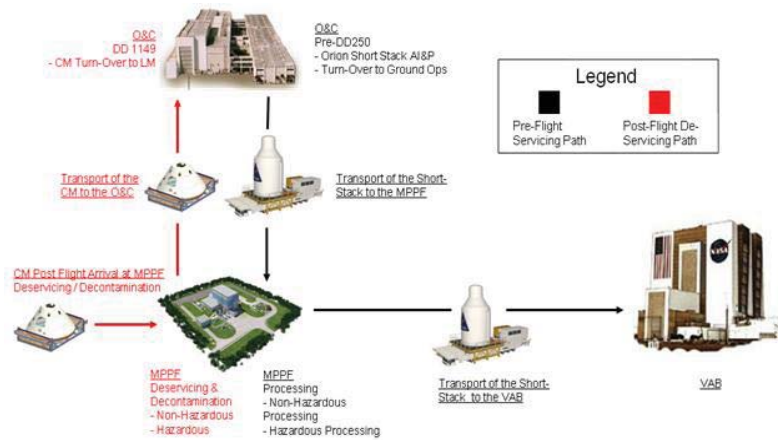 O&C
DD 1149
- CM Turn-Over to LM
O&C
Pre-DD250
- Orion Short Stack AI&P
- Turn-Over to Ground Ops
Legend
Pre-Flight
Servicing Path
Post-Flight De-
Servicing Path
Transport of the
CM to the O&C
Transport of the Short-
Stack to the MPPF
CM Post Flight Arrival at MPPF
Deservicing / Decontamination
NASA
MPPF
Deservicing &
Decontamination
- Non-Hazardous
- Hazardous
MPPF
Processing
- Non-Hazardous
Processing
- Hazardous Processing
Transport of the Short-
Stack to the VAB
VAB